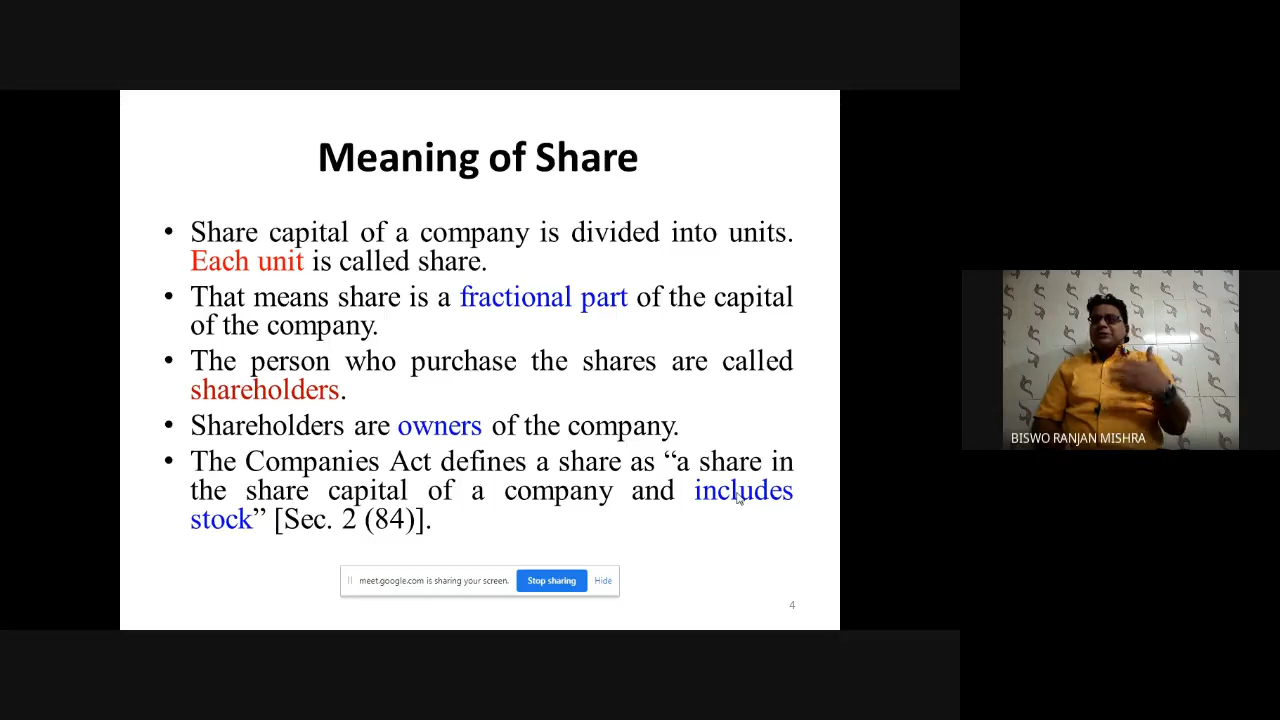 Meaning of Share
• Share capital of a company is divided into units.
Each unit is called share.
• That means share is a fractional part of the capital
of the company.
• The person who purchase the shares are called
shareholders.
• Shareholders are owners of the company.
• The Companies Act defines a share as “a share in
the share capital of a company and includes
stock” [Sec. 2 (84)].
meet.google.com is sharing your screen. Stop sharing Hide
4
BISWO RANJAN MISHRA